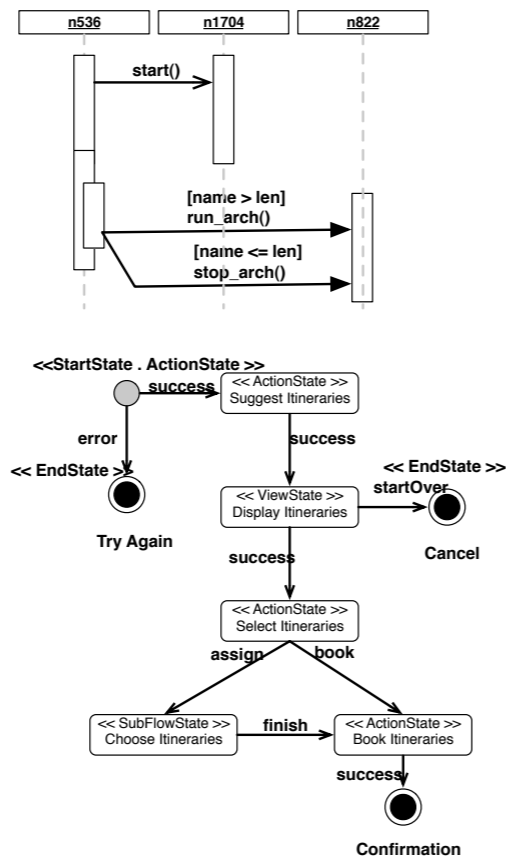 n536
n1704
n822
start()
[name > len]
run_arch()
[name <= len]
stop_arch()
<<StartState . ActionState >>
success
<< ActionState >>
Suggest Itineraries
error
success
<< EndState >>
<< EndState >>
<< ViewState >>
Display Itineraries
startOver
Try Again
Cancel
success
<< ActionState >>
Select Itineraries
assign
book
<< SubFlowState >>
Choose Itineraries
finish
<< ActionState >>
Book Itineraries
success
Confirmation